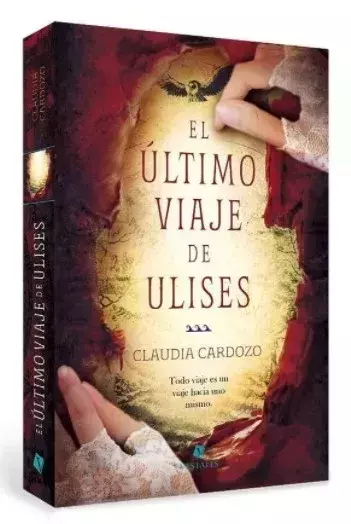 EL
ÚLTIMO
VIAJE
DE
ULISES
CLAUDIA CARDOZO
Todo viaje es un
viaje hacia uno
mismo.
CLAUDIA
CARDOZO
EL ÚLTIMO VIAJE DE ULISES